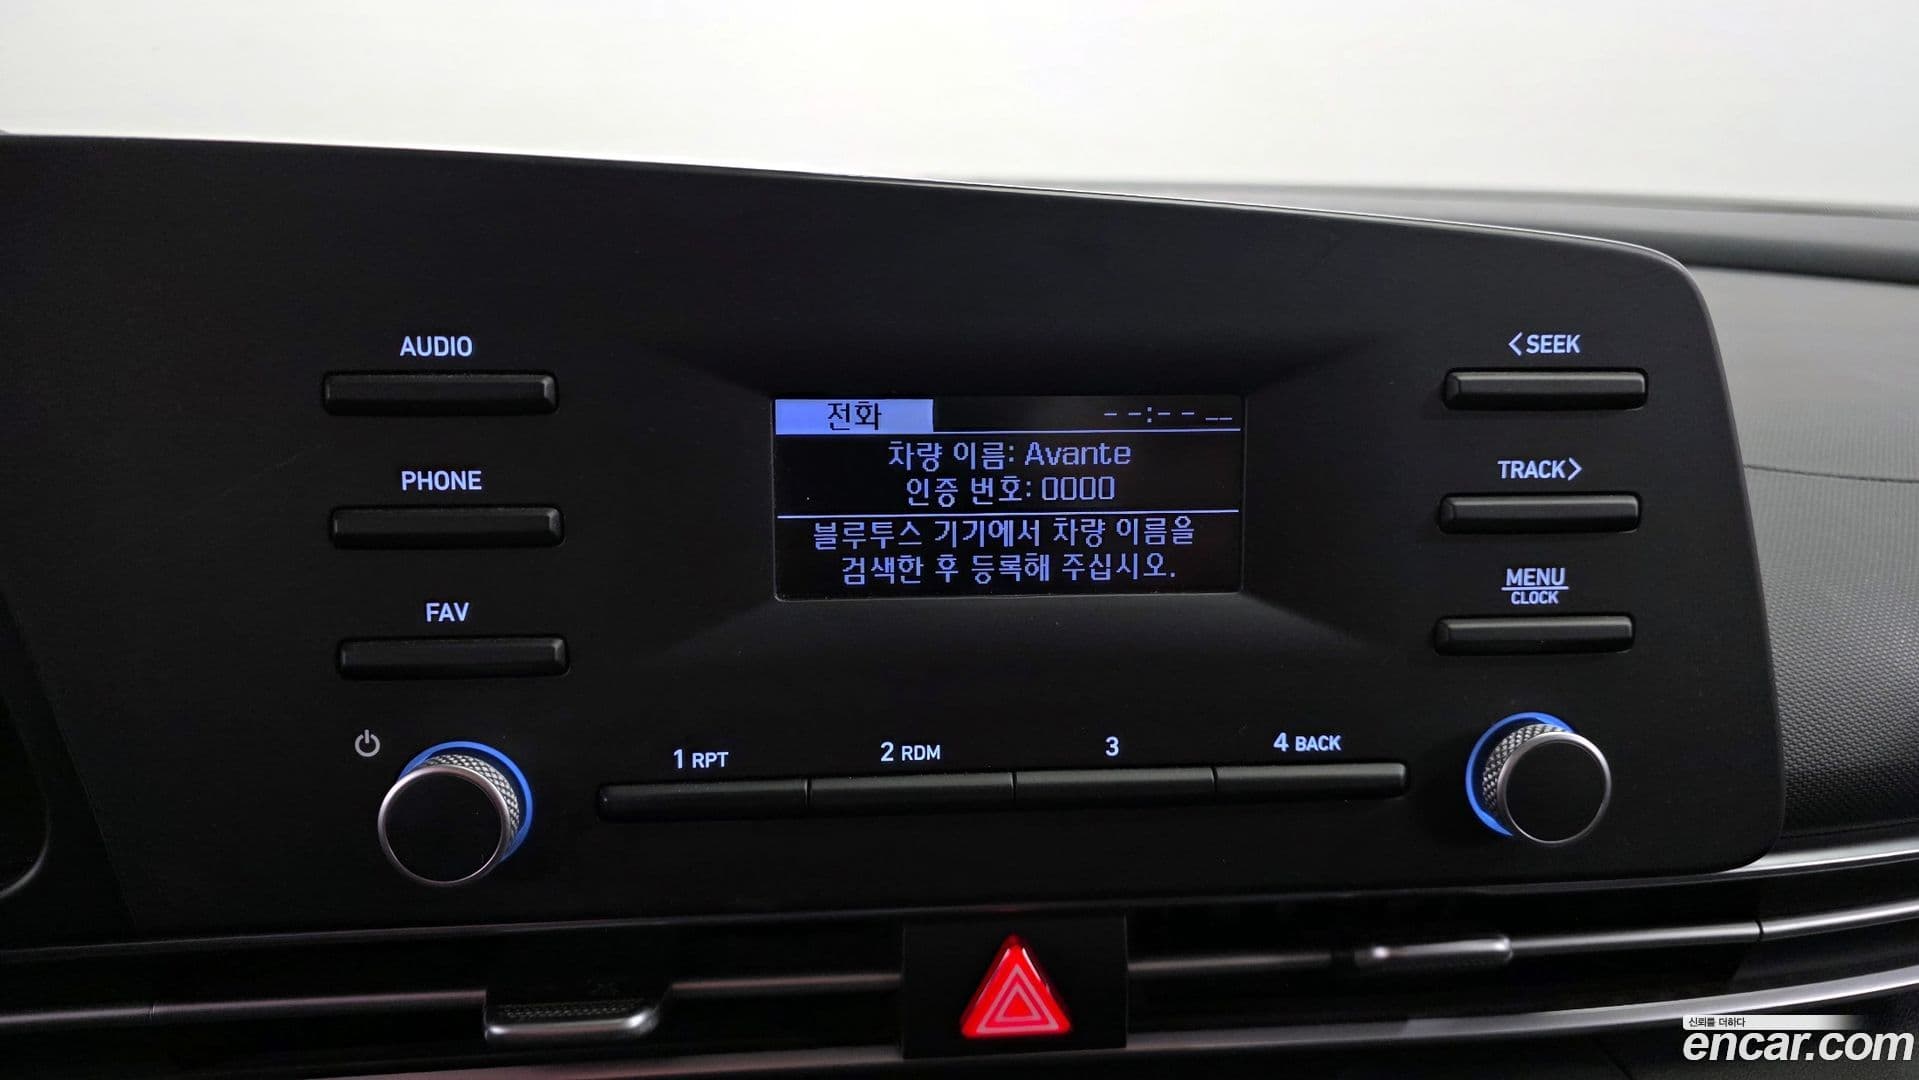 AUDIO
<SEEK
전화 --:-- __
차량 이름: Avante
인증 번호: 0000
PHONE
TRACK>
블루투스 기기에서 차량 이름을
검색한 후 등록해 주십시오.
MENU
CLOCK
FAV
1 RPT
2 RDM
3
4 BACK
신뢰를 더하다
encar.com